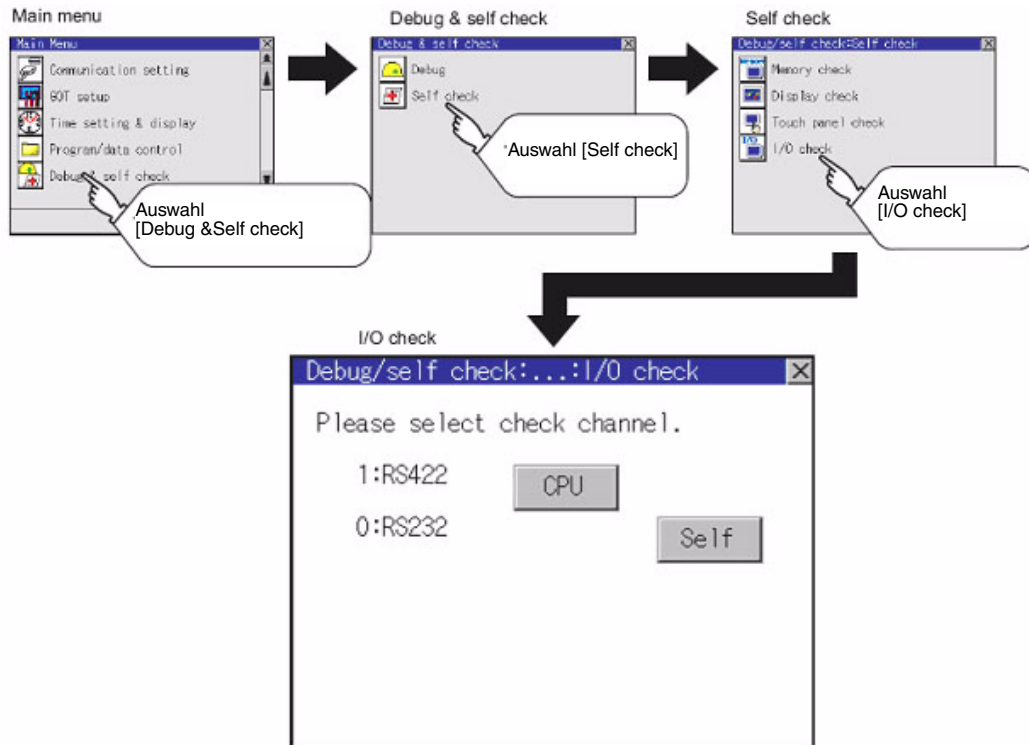 Main menu
Debug & self check
Self check
Main Menu
Communication setting
GOT setup
Time setting & display
Program/data control
Debug & self check
Auswahl
[Debug &Self check]
Debug & self check
Debug
Self check
Auswahl [Self check]
Debug/self check:Self check
Memory check
Display check
Touch panel check
I/O check
Auswahl
[I/O check]
I/O check
Debug/self check:...:I/O check
Please select check channel.
1:RS422
CPU
0:RS232
Self